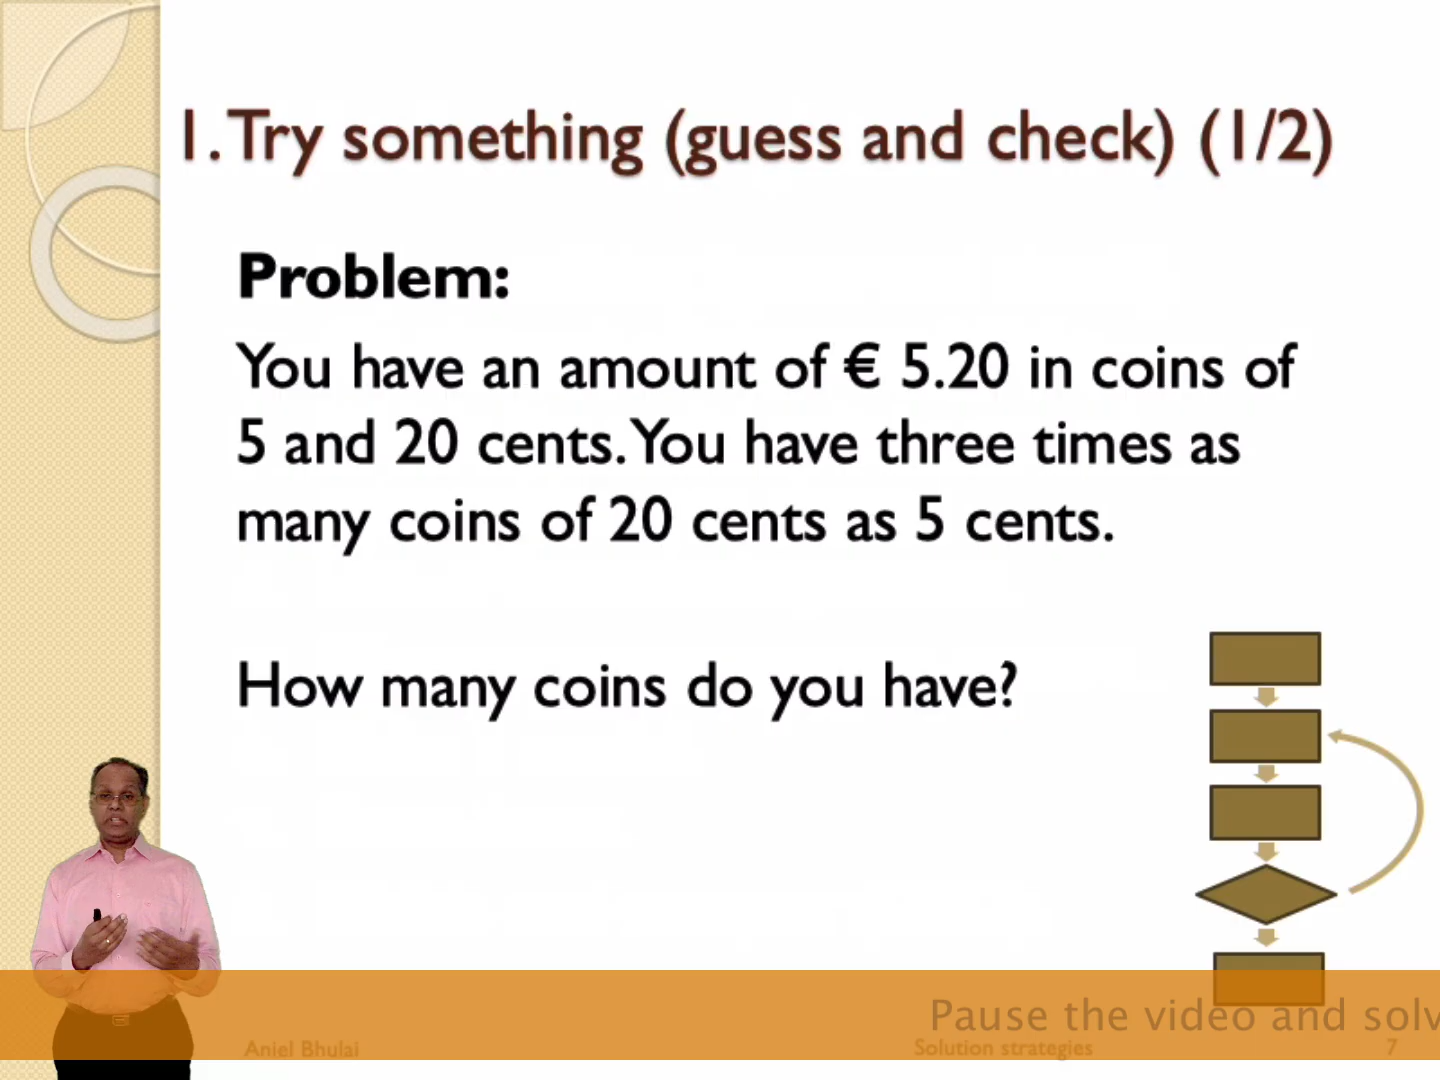 1. Try something (guess and check) (1/2)
Problem:
You have an amount of € 5.20 in coins of
5 and 20 cents. You have three times as
many coins of 20 cents as 5 cents.
How many coins do you have?
Pause the video and solv
Aniel Bhulai
Solution strategies
7